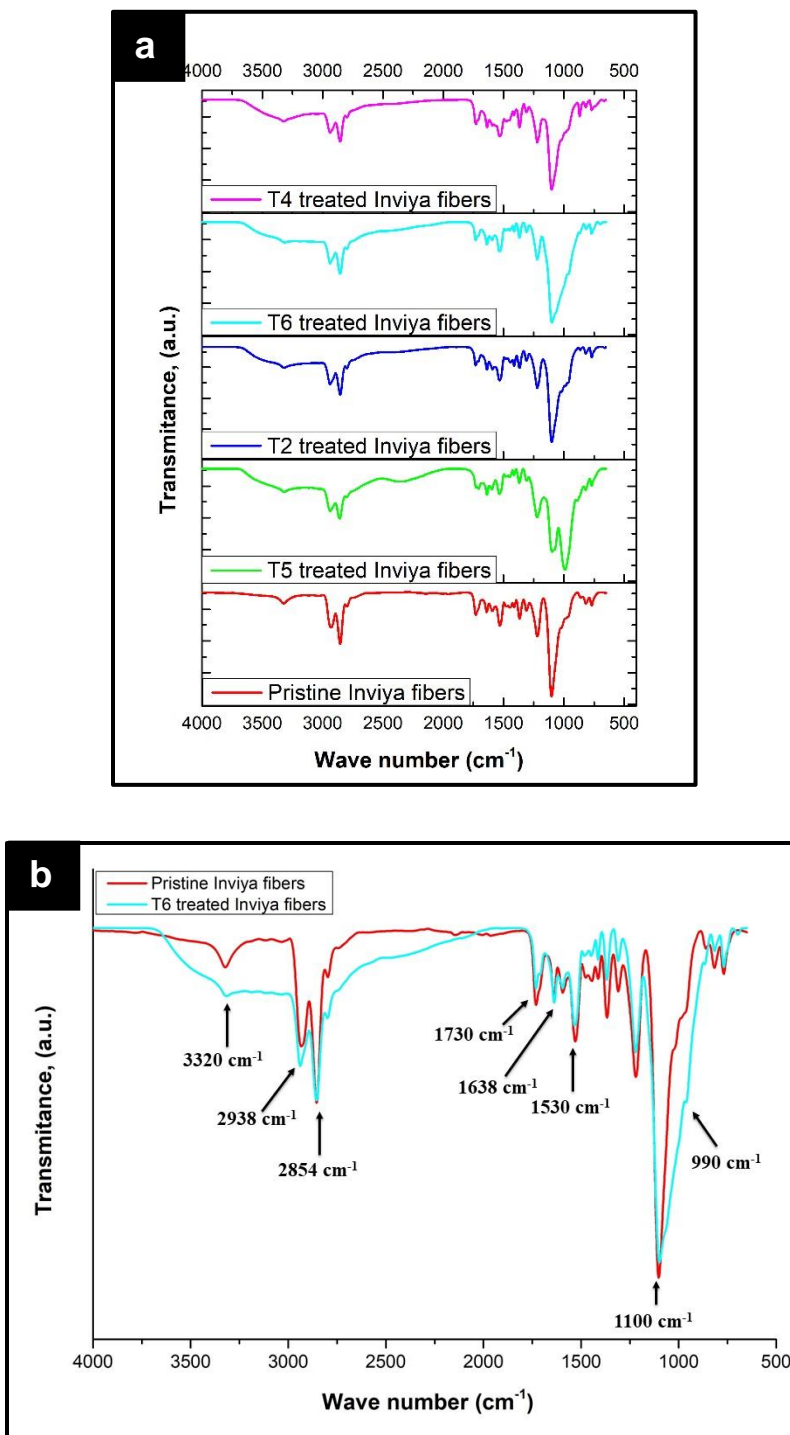 a
4000 3500 3000 2500 2000 1500 1000 500
T4 treated Inviya fibers
T6 treated Inviya fibers
T2 treated Inviya fibers
T5 treated Inviya fibers
Pristine Inviya fibers
Transmitance, (a.u.)
4000 3500 3000 2500 2000 1500 1000 500
Wave number (cm⁻¹)
b
Pristine Inviya fibers
T6 treated Inviya fibers
Transmitance, (a.u.)
3320 cm⁻¹
2938 cm⁻¹
2854 cm⁻¹
1730 cm⁻¹
1638 cm⁻¹
1530 cm⁻¹
990 cm⁻¹
1100 cm⁻¹
4000 3500 3000 2500 2000 1500 1000 500
Wave number (cm⁻¹)